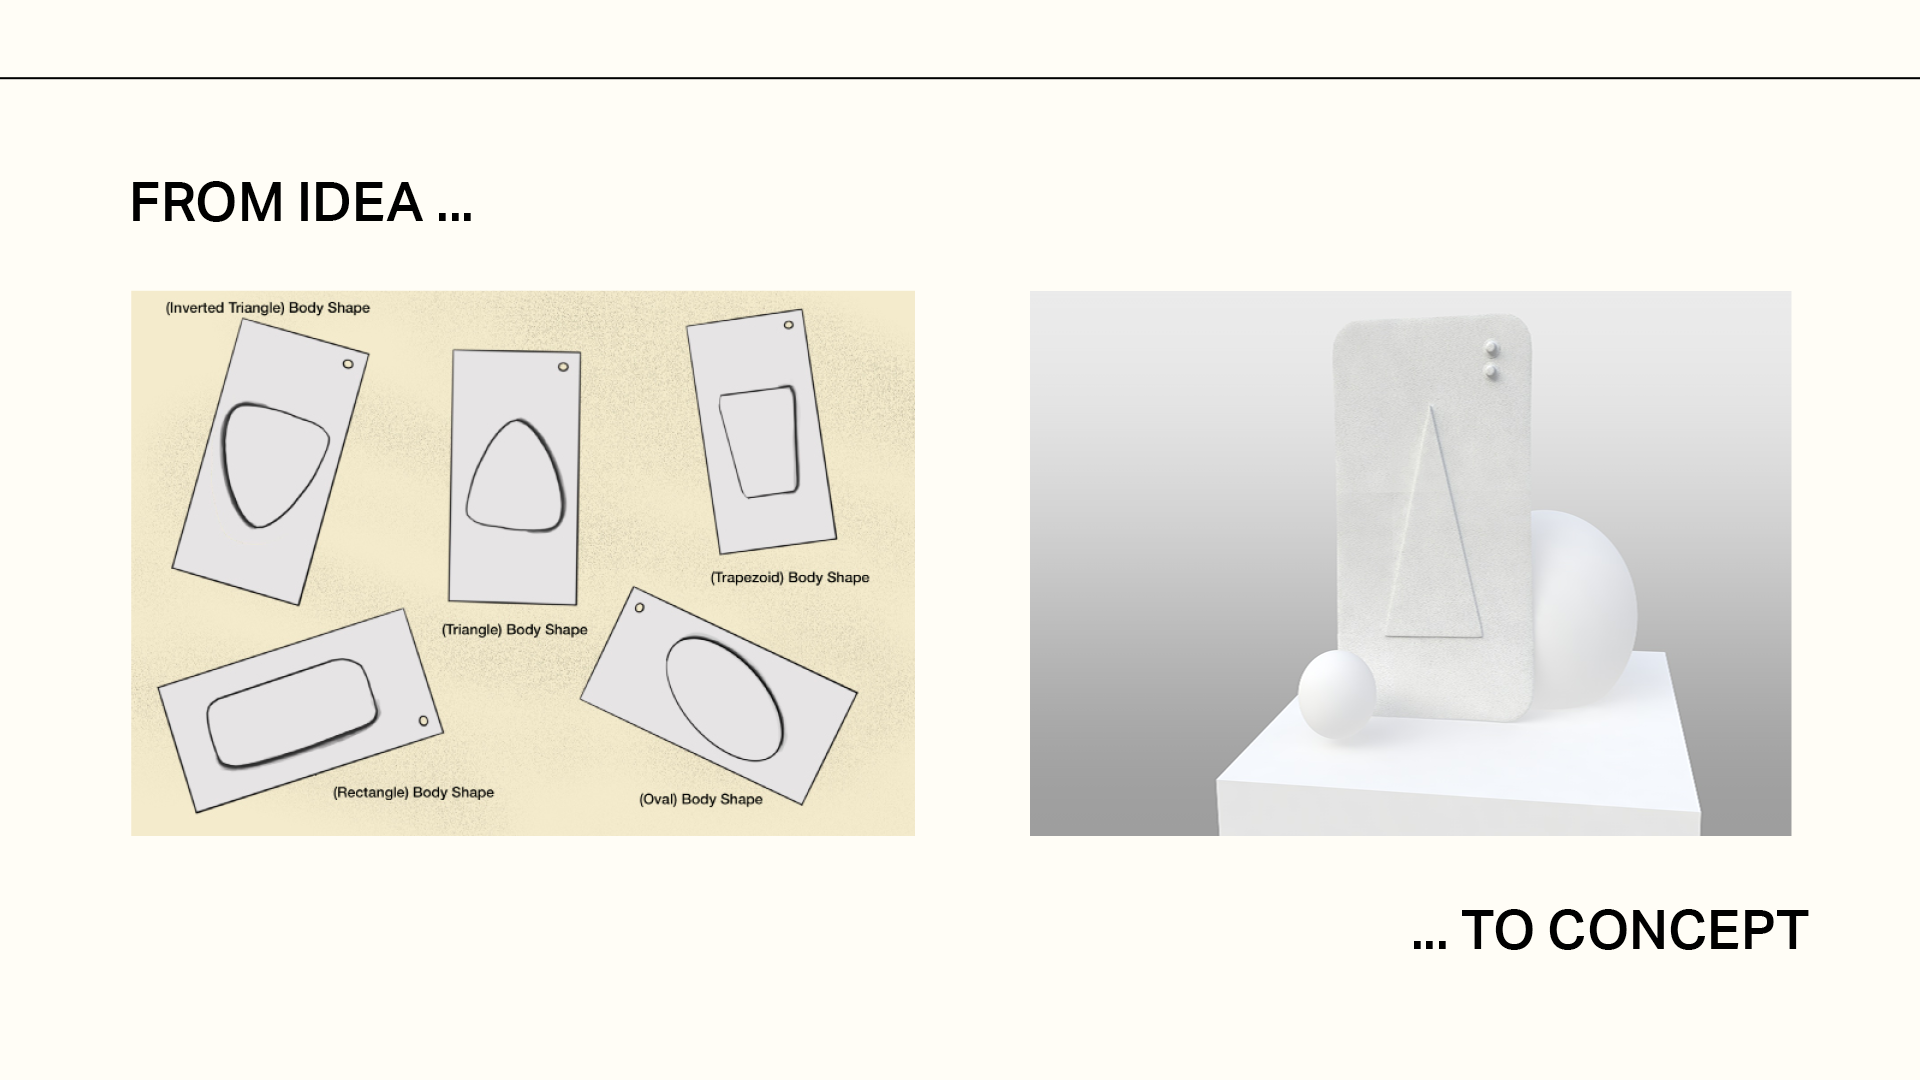 FROM IDEA ...
(Inverted Triangle) Body Shape
(Trapezoid) Body Shape
(Triangle) Body Shape
(Rectangle) Body Shape
(Oval) Body Shape
... TO CONCEPT